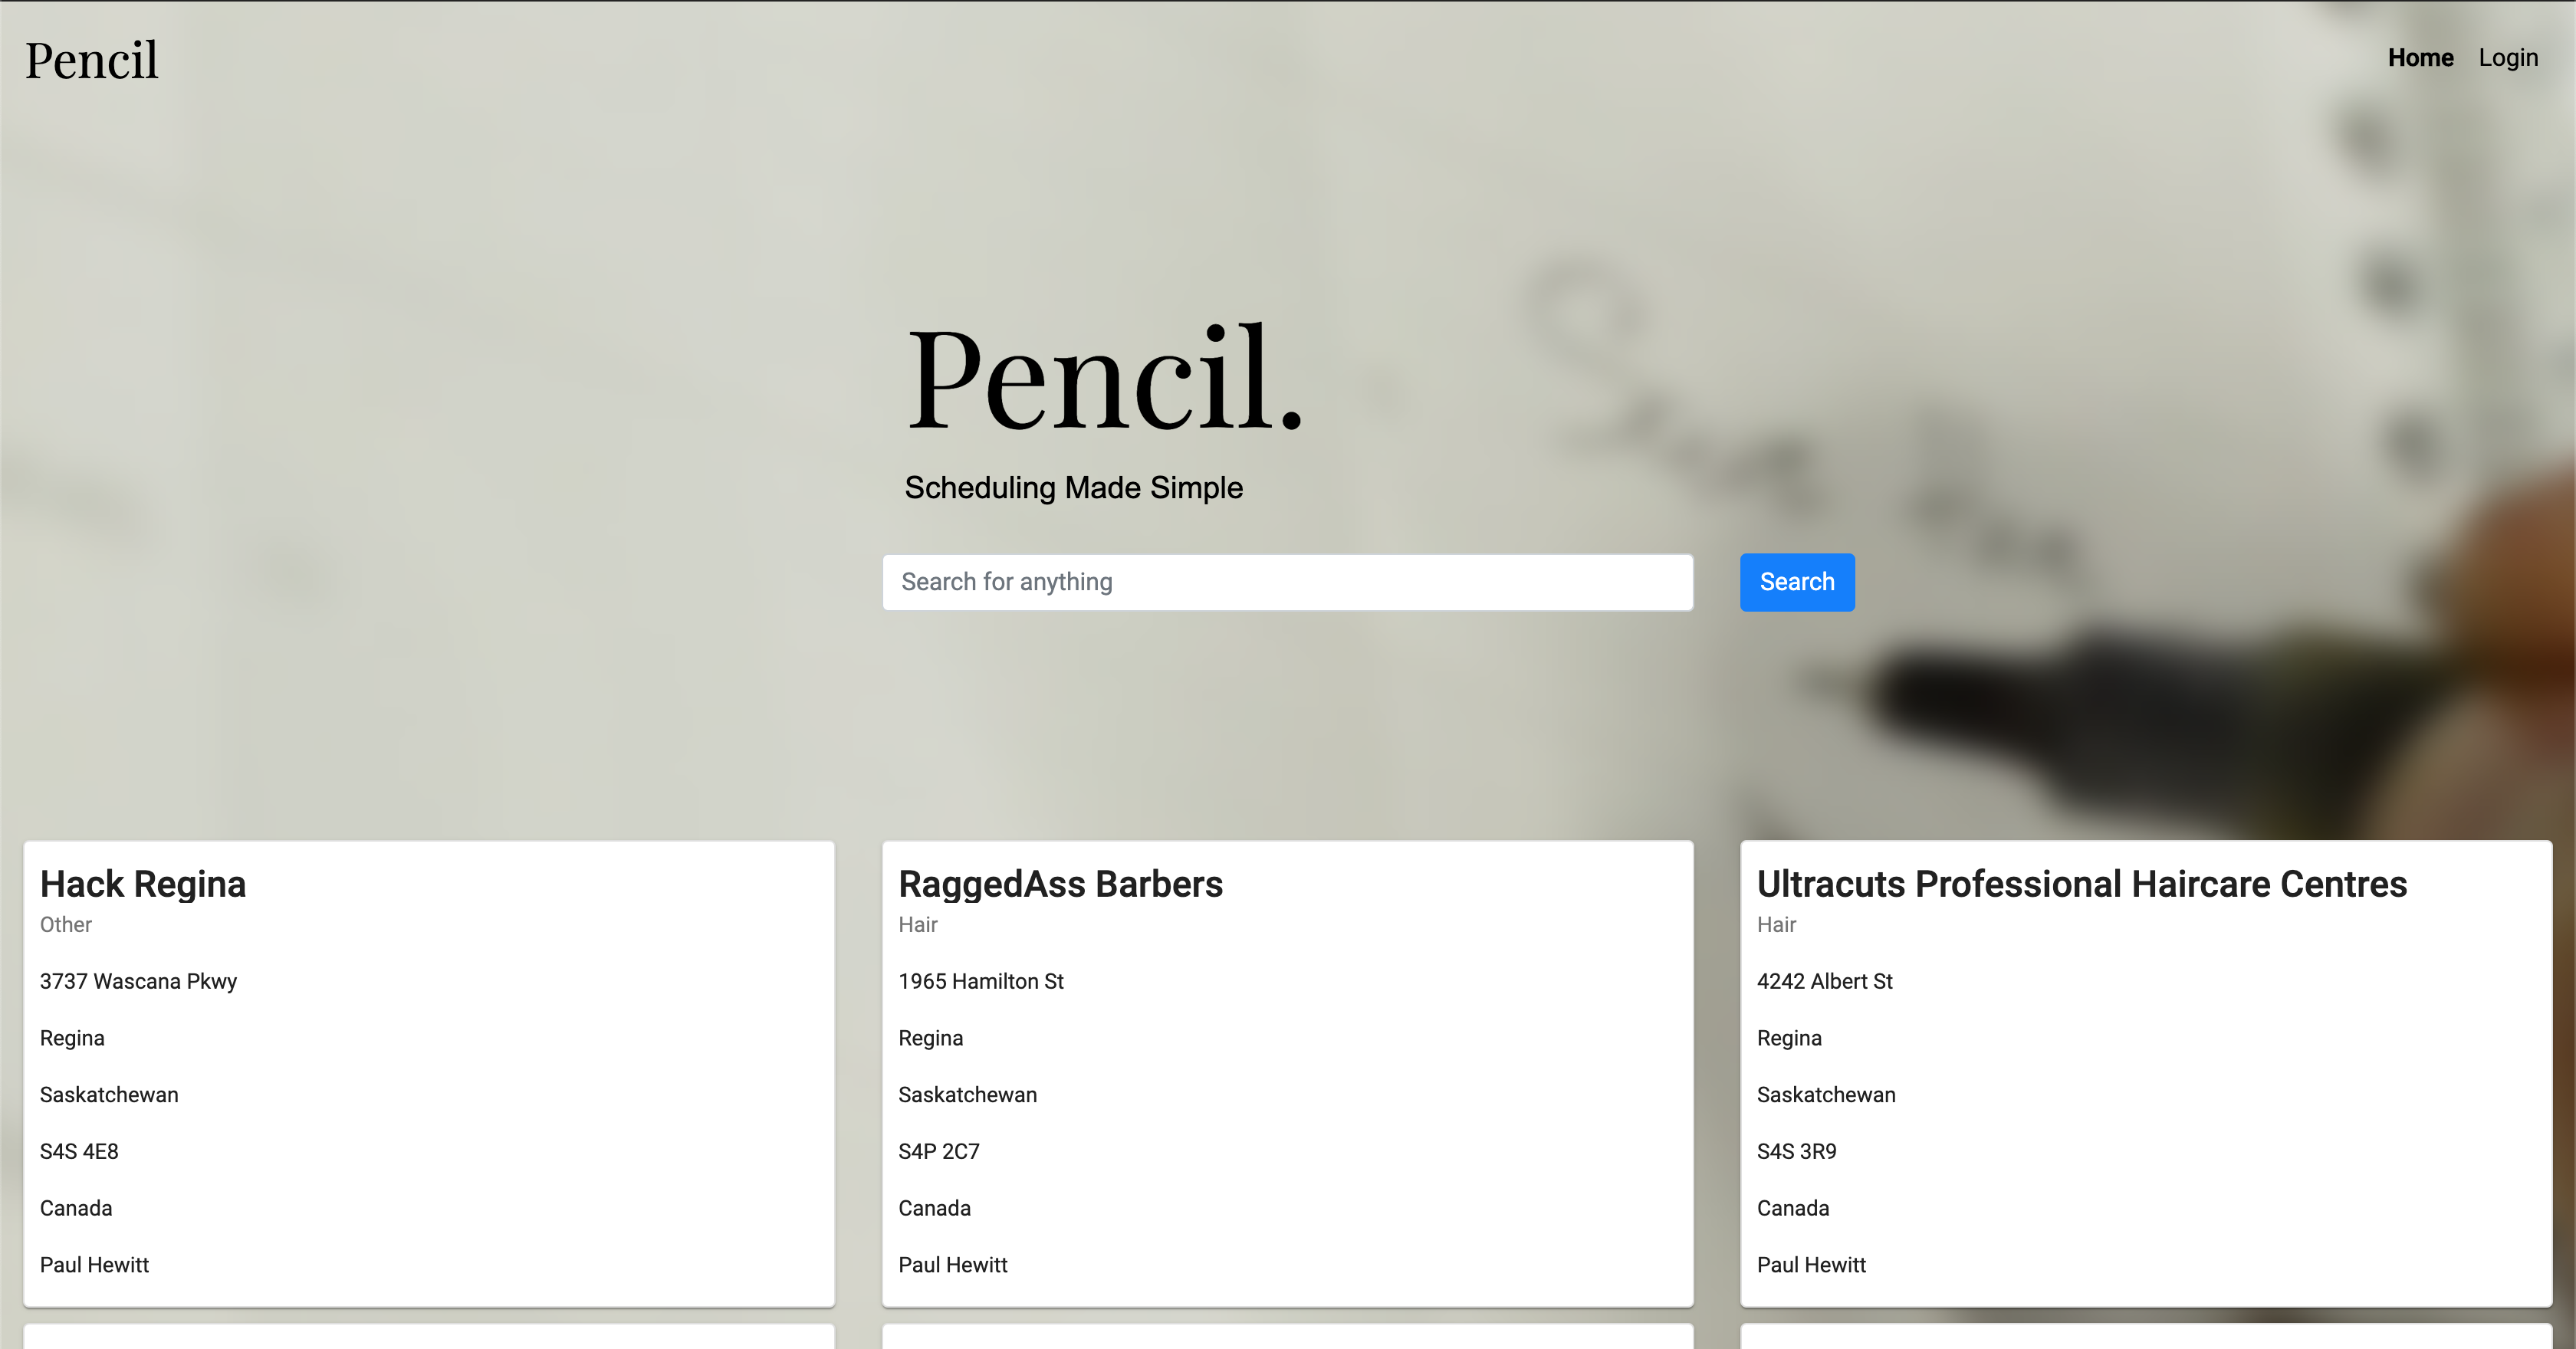 Pencil
Home Login
Pencil.
Scheduling Made Simple
Search for anything
Search
Hack Regina
Other
3737 Wascana Pkwy
Regina
Saskatchewan
S4S 4E8
Canada
Paul Hewitt
RaggedAss Barbers
Hair
1965 Hamilton St
Regina
Saskatchewan
S4P 2C7
Canada
Paul Hewitt
Ultracuts Professional Haircare Centres
Hair
4242 Albert St
Regina
Saskatchewan
S4S 3R9
Canada
Paul Hewitt